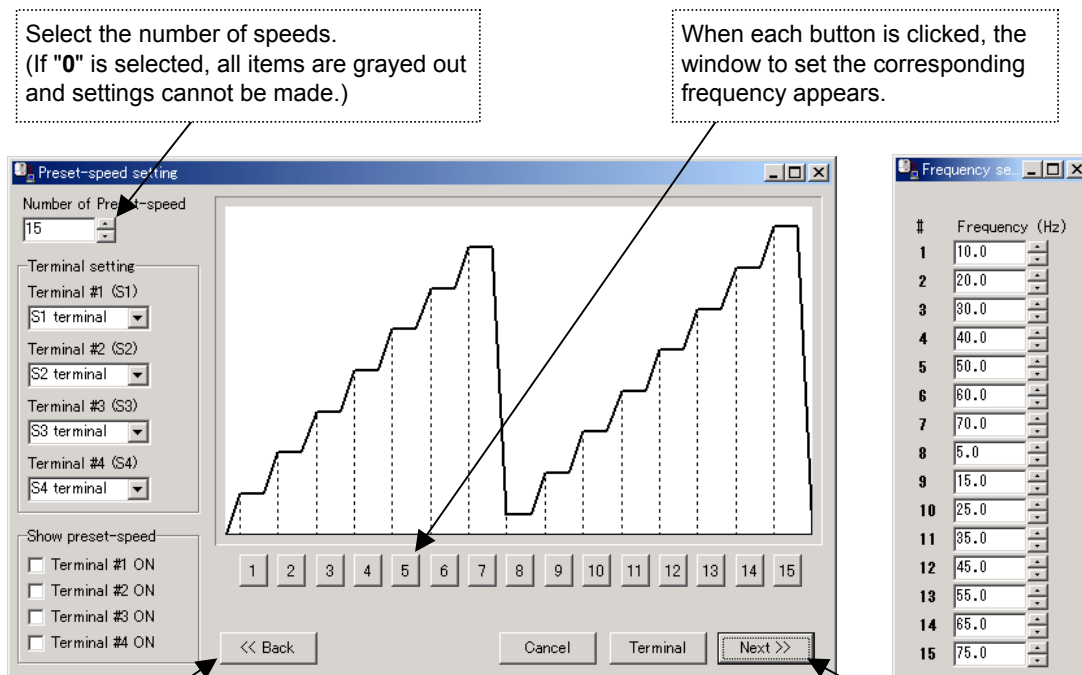 Select the number of speeds.
(If "0" is selected, all items are grayed out
and settings cannot be made.)
When each button is clicked, the
window to set the corresponding
frequency appears.
Preset-speed setting
Number of Preset-speed
15
Terminal setting
Terminal #1 (S1)
S1 terminal
Terminal #2 (S2)
S2 terminal
Terminal #3 (S3)
S3 terminal
Terminal #4 (S4)
S4 terminal
Show preset-speed
Terminal #1 ON
Terminal #2 ON
Terminal #3 ON
Terminal #4 ON
1 2 3 4 5 6 7 8 9 10 11 12 13 14 15
<< Back Cancel Terminal Next >>
Frequency se...
# Frequency (Hz)
1 10.0
2 20.0
3 30.0
4 40.0
5 50.0
6 60.0
7 70.0
8 5.0
9 15.0
10 25.0
11 35.0
12 45.0
13 55.0
14 65.0
15 75.0